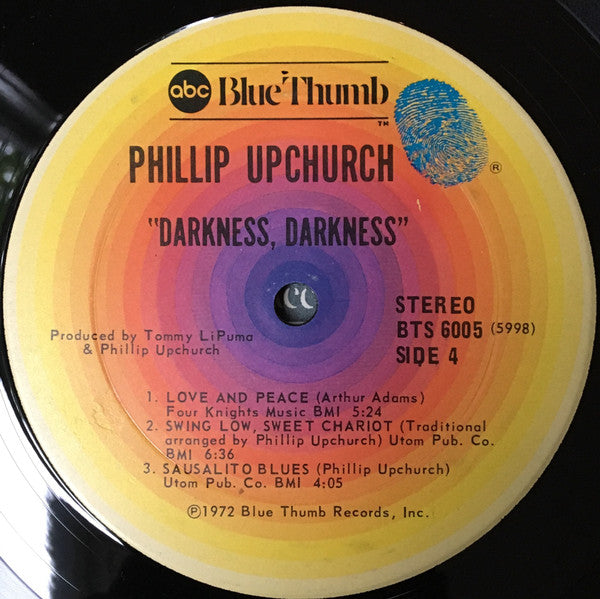 abc Blue Thumb
TM
PHILLIP UPCHURCH
®
"DARKNESS, DARKNESS"
STEREO
BTS 6005 (5998)
SIDE 4
Produced by Tommy LiPuma
& Phillip Upchurch
1. LOVE AND PEACE (Arthur Adams)
Four Knights Music BMI 5:24
2. SWING LOW, SWEET CHARIOT (Traditional
arranged by Phillip Upchurch) Utom Pub. Co.
BMI 6:36
3. SAUSALITO BLUES (Phillip Upchurch)
Utom Pub. Co. BMI 4:05
℗1972 Blue Thumb Records, Inc.